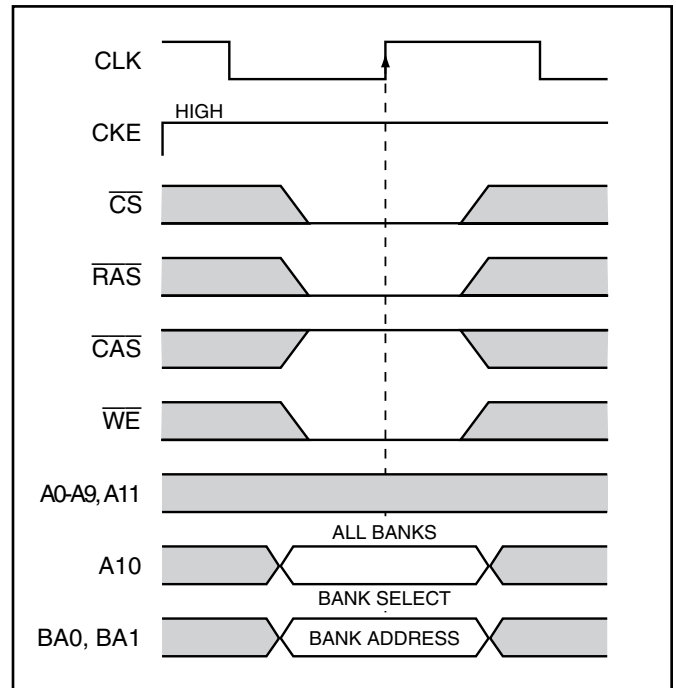 CLK
HIGH
CKE
CS
RAS
CAS
WE
A0-A9, A11
ALL BANKS
A10
BANK SELECT
BA0, BA1 BANK ADDRESS